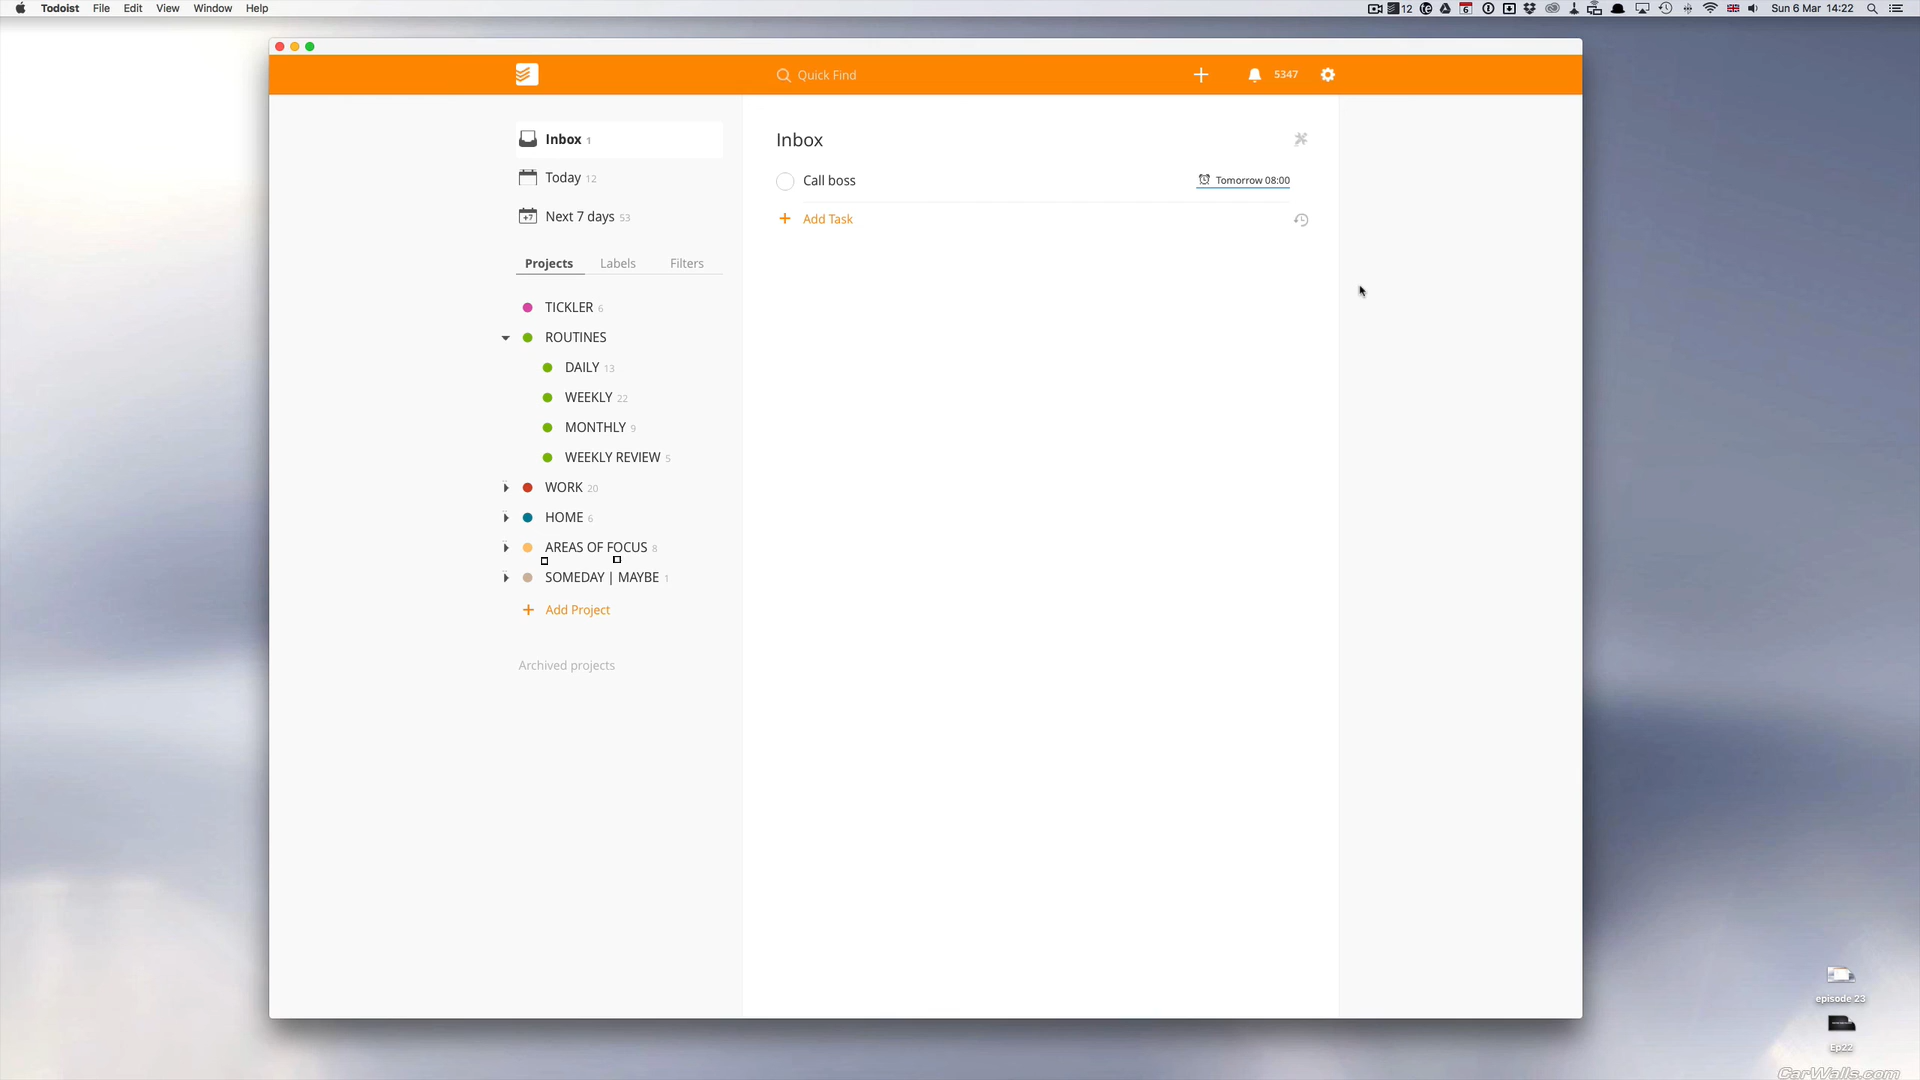 Todoist File Edit View Window Help
12
6
Sun 6 Mar 14:22
Quick Find
5347
Inbox 1
Today 12
+7 Next 7 days 53
Projects Labels Filters
TICKLER 6
ROUTINES
DAILY 13
WEEKLY 22
MONTHLY 9
WEEKLY REVIEW 5
WORK 20
HOME 6
AREAS OF FOCUS 8
SOMEDAY | MAYBE 1
+ Add Project
Archived projects
Inbox
Call boss
Tomorrow 08:00
+ Add Task
episode 23
Ep22
CarWalls.com